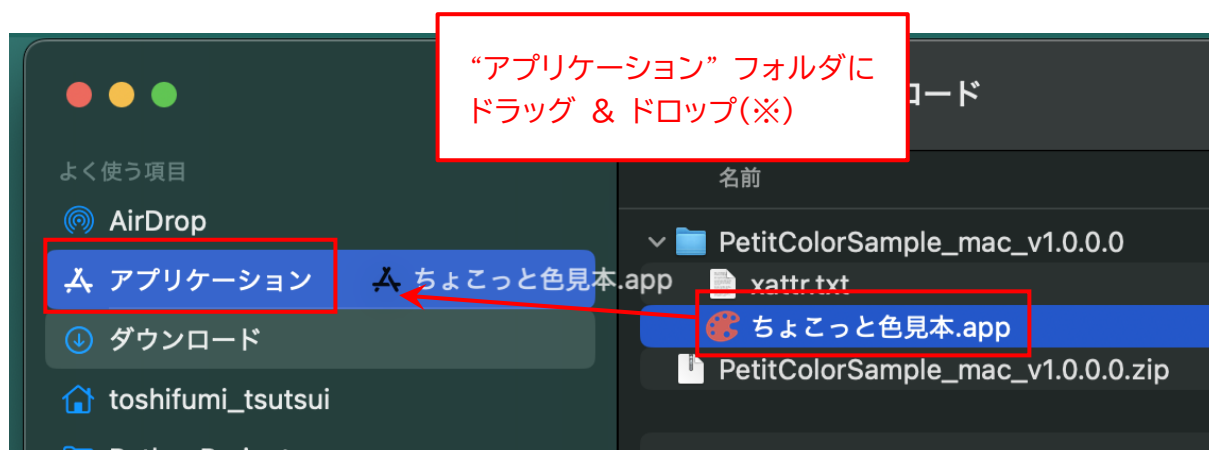 “アプリケーション” フォルダに
ドラッグ ＆ ドロップ(※)
ロード
よく使う項目
名前
AirDrop
PetitColorSample_mac_v1.0.0.0
アプリケーション
ちょこっと色見本.app
xattr.txt
ダウンロード
ちょこっと色見本.app
PetitColorSample_mac_v1.0.0.0.zip
toshifumi_tsutsui